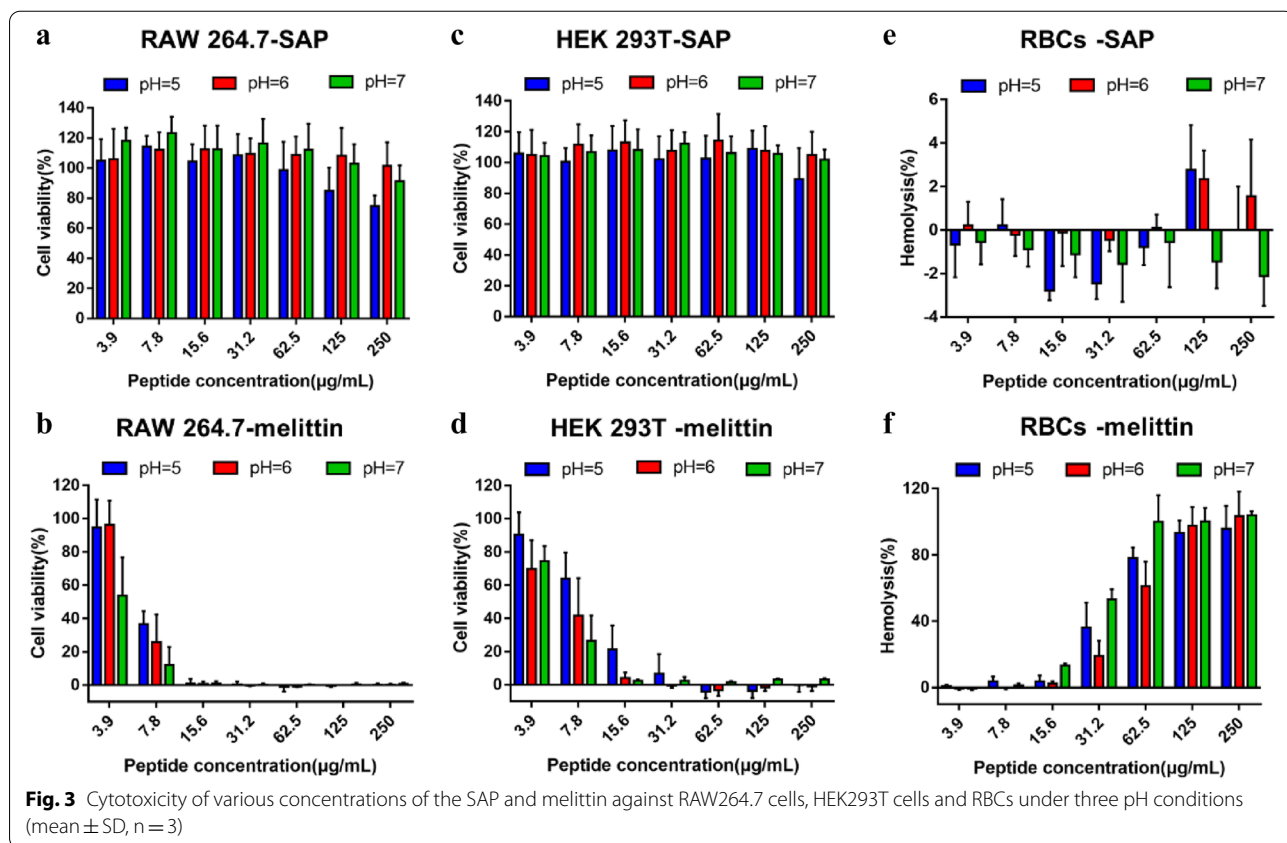 a RAW 264.7-SAP
pH=5 pH=6 pH=7
Cell viability(%)
140
120
100
80
60
40
20
0
3.9 7.8 15.6 31.2 62.5 125 250
Peptide concentration(µg/mL)
c HEK 293T-SAP
pH=5 pH=6 pH=7
Cell viability(%)
140
120
100
80
60
40
20
0
3.9 7.8 15.6 31.2 62.5 125 250
Peptide concentration(µg/mL)
e RBCs -SAP
pH=5 pH=6 pH=7
Hemolysis(%)
6
4
2
0
-2
-4
3.9 7.8 15.6 31.2 62.5 125 250
Peptide concentration(µg/mL)
b RAW 264.7-melittin
pH=5 pH=6 pH=7
Cell viability(%)
120
100
80
60
40
20
0
3.9 7.8 15.6 31.2 62.5 125 250
Peptide concentration(µg/mL)
d HEK 293T -melittin
pH=5 pH=6 pH=7
Cell viability(%)
120
100
80
60
40
20
0
3.9 7.8 15.6 31.2 62.5 125 250
Peptide concentration(µg/mL)
f RBCs -melittin
pH=5 pH=6 pH=7
Hemolysis(%)
120
80
40
0
3.9 7.8 15.6 31.2 62.5 125 250
Peptide concentration(µg/mL)
Fig. 3 Cytotoxicity of various concentrations of the SAP and melittin against RAW264.7 cells, HEK293T cells and RBCs under three pH conditions
(mean ± SD, n = 3)